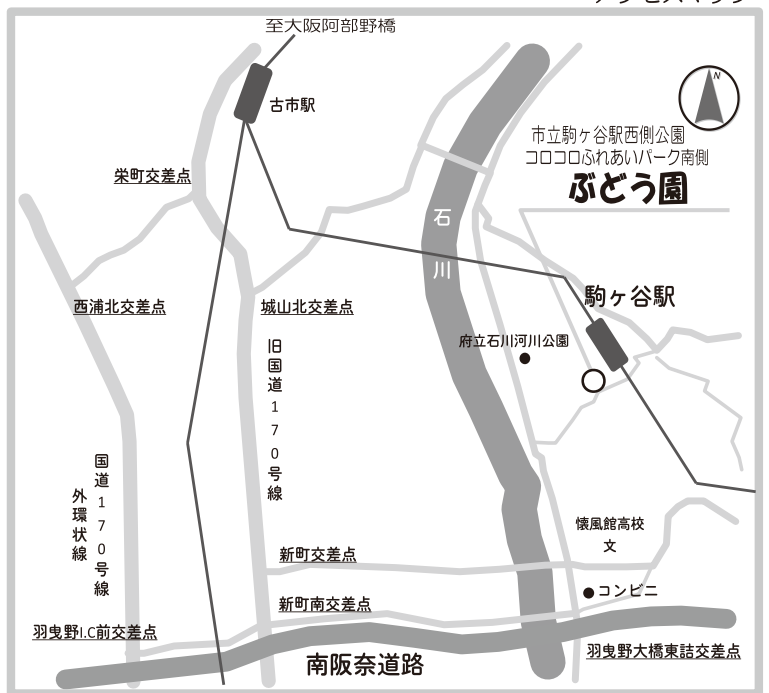 至大阪阿部野橋
古市駅
N
市立駒ヶ谷駅西側公園
コロコロふれあいパーク南側
ぶどう園
栄町交差点
石川
西浦北交差点
城山北交差点
駒ヶ谷駅
府立石川河川公園
旧国道170号線
国道170号線
外環状線
懐風館高校
文
新町交差点
コンビニ
新町南交差点
羽曳野I.C前交差点
南阪奈道路
羽曳野大橋東詰交差点